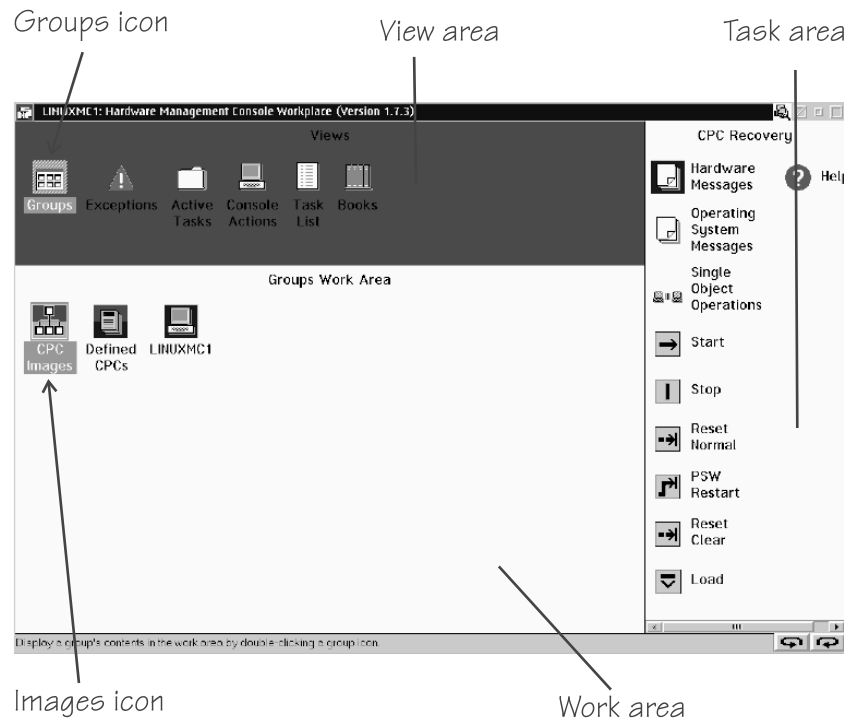 Groups icon
View area
Task area
LINUXMC1: Hardware Management Console Workplace (Version 1.7.3)
Views
Groups
Exceptions
Active
Tasks
Console
Actions
Task
List
Books
Groups Work Area
CPC
Images
Defined
CPCs
LINUXMC1
CPC Recovery
Hardware
Messages
Help
Operating
System
Messages
Single
Object
Operations
Start
Stop
Reset
Normal
PSW
Restart
Reset
Clear
Load
Display a group's contents in the work area by double-clicking a group icon.
Images icon
Work area